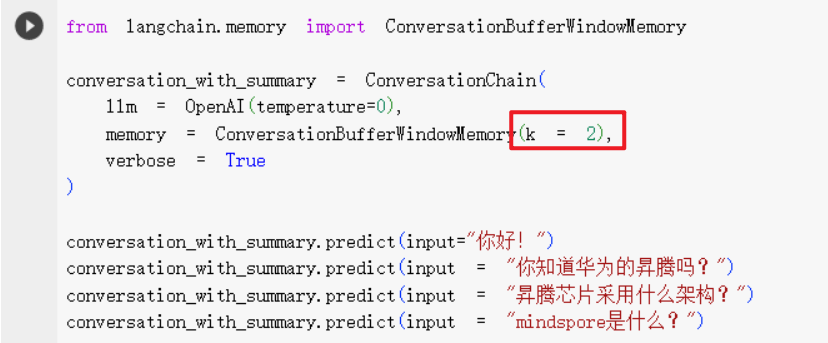 from langchain.memory import ConversationBufferWindowMemory
conversation_with_summary = ConversationChain(
    llm = OpenAI(temperature=0),
    memory = ConversationBufferWindowMemory(k = 2),
    verbose = True
)
conversation_with_summary.predict(input="你好！")
conversation_with_summary.predict(input = "你知道华为的昇腾吗？")
conversation_with_summary.predict(input = "昇腾芯片采用什么架构？")
conversation_with_summary.predict(input = "mindspore是什么？")